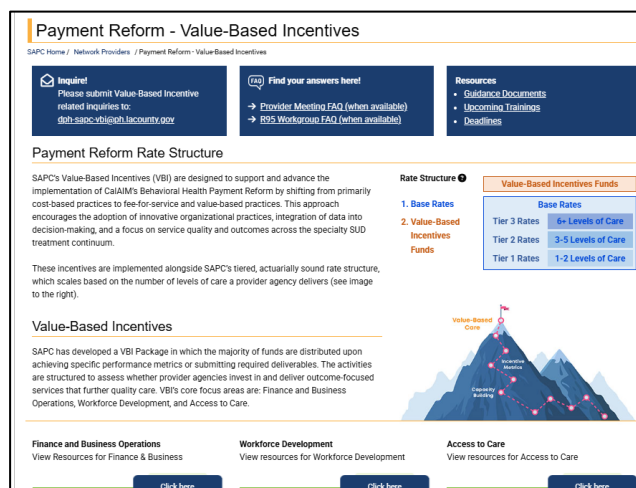 Payment Reform - Value-Based Incentives
SAPC Home / Network Providers / Payment Reform - Value-Based Incentives
Inquire!
Please submit Value-Based Incentive
related inquiries to:
dph-sapc-vbi@ph.lacounty.gov
FAQ Find your answers here!
→ Provider Meeting FAQ (when available)
→ R95 Workgroup FAQ (when available)
Resources
• Guidance Documents
• Upcoming Trainings
• Deadlines
Payment Reform Rate Structure
SAPC's Value-Based Incentives (VBI) are designed to support and advance the
implementation of CalAIM's Behavioral Health Payment Reform by shifting from primarily
cost-based practices to fee-for-service and value-based practices. This approach
encourages the adoption of innovative organizational practices, integration of data into
decision-making, and a focus on service quality and outcomes across the specialty SUD
treatment continuum.
These incentives are implemented alongside SAPC's tiered, actuarially sound rate structure,
which scales based on the number of levels of care a provider agency delivers (see image
to the right).
Rate Structure ?
1. Base Rates
2. Value-Based
Incentives
Funds
Value-Based Incentives Funds
Base Rates
Tier 3 Rates 6+ Levels of Care
Tier 2 Rates 3-5 Levels of Care
Tier 1 Rates 1-2 Levels of Care
Value-Based Incentives
SAPC has developed a VBI Package in which the majority of funds are distributed upon
achieving specific performance metrics or submitting required deliverables. The activities
are structured to assess whether provider agencies invest in and deliver outcome-focused
services that further quality care. VBI's core focus areas are: Finance and Business
Operations, Workforce Development, and Access to Care.
Value-Based
Care
Incentive
Metrics
Capacity
Building
Finance and Business Operations
View Resources for Finance & Business
Click here
Workforce Development
View resources for Workforce Development
Click here
Access to Care
View resources for Access to Care
Click here